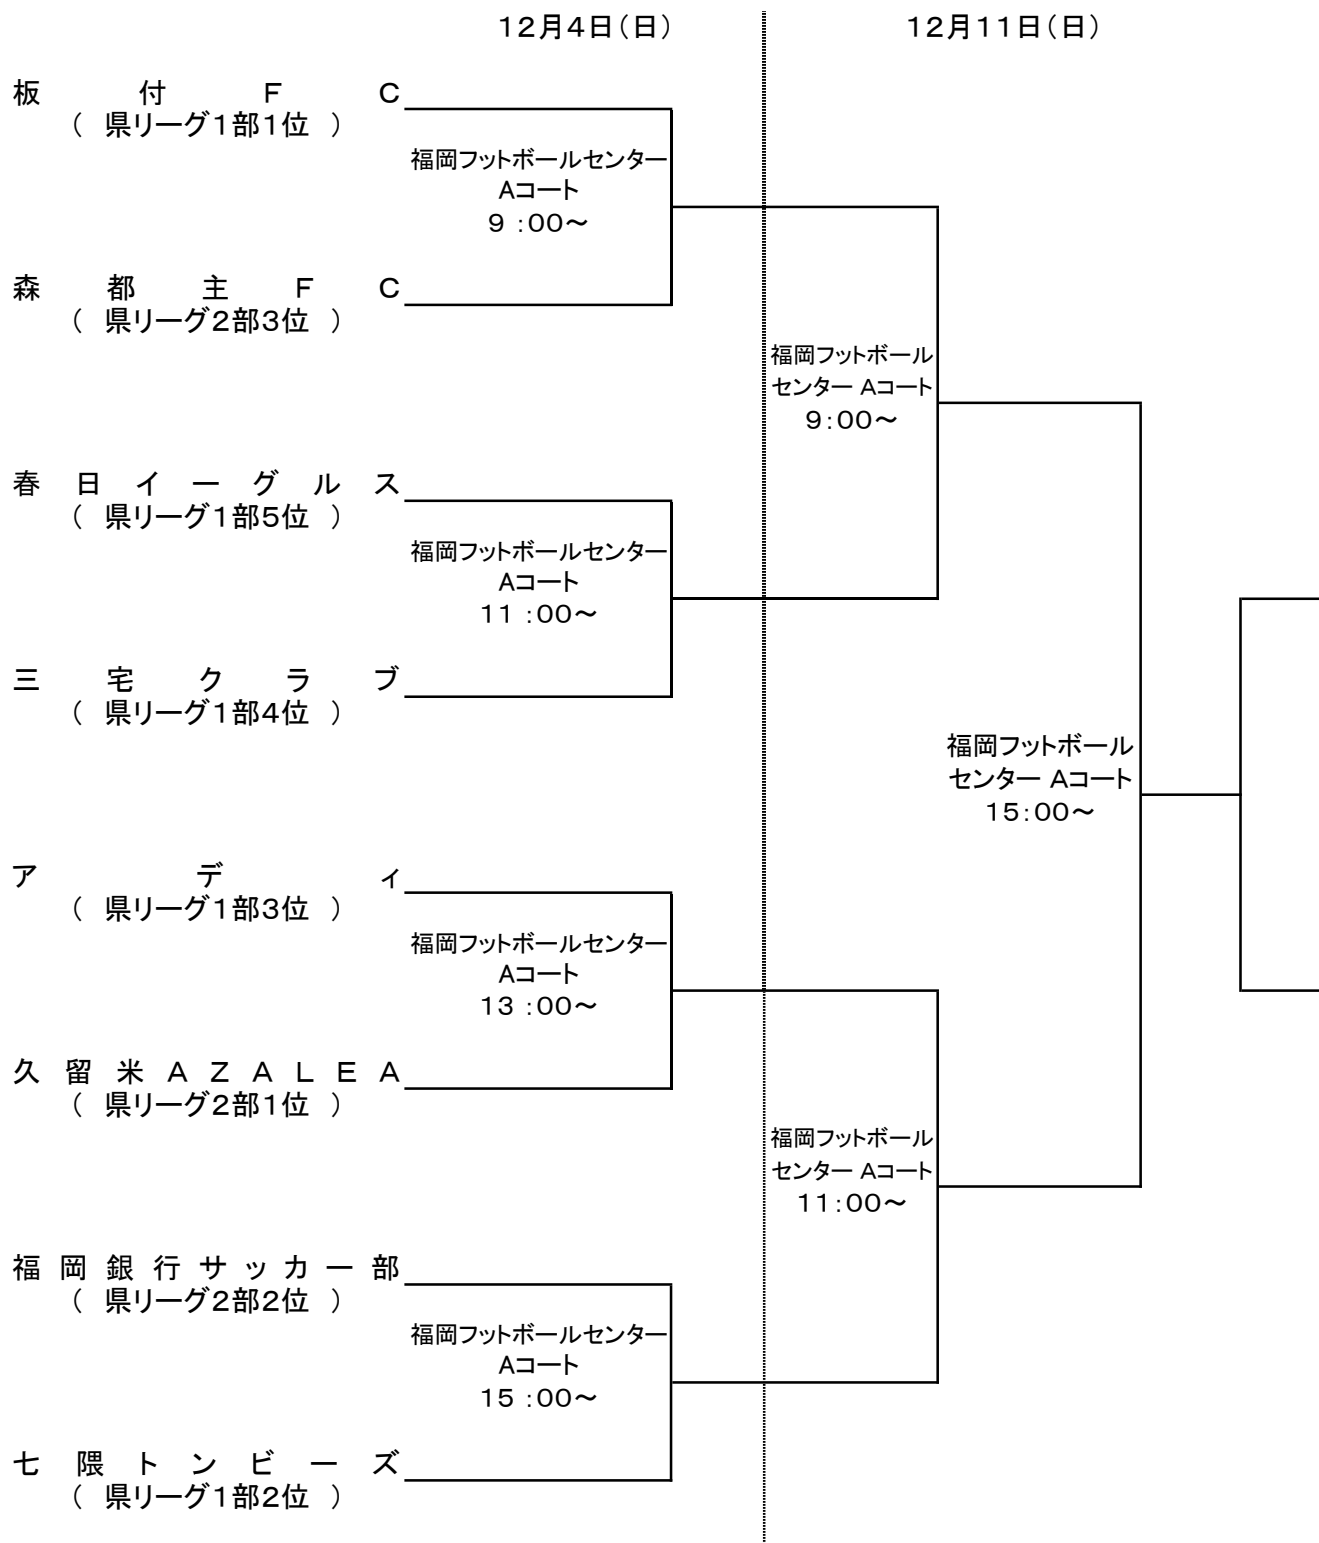 12月4日(日) 12月11日(日)
板付FC
( 県リーグ1部1位 )
福岡フットボールセンター
Aコート
9 :00～
森都主FC
( 県リーグ2部3位 )
福岡フットボール
センター Aコート
9:00～
春日イーグルス
( 県リーグ1部5位 )
福岡フットボールセンター
Aコート
11 :00～
三宅クラブ
( 県リーグ1部4位 )
福岡フットボール
センター Aコート
15:00～
アディ
( 県リーグ1部3位 )
福岡フットボールセンター
Aコート
13 :00～
久留米AZALEA
( 県リーグ2部1位 )
福岡フットボール
センター Aコート
11:00～
福岡銀行サッカー部
( 県リーグ2部2位 )
福岡フットボールセンター
Aコート
15 :00～
七隈トンビーズ
( 県リーグ1部2位 )